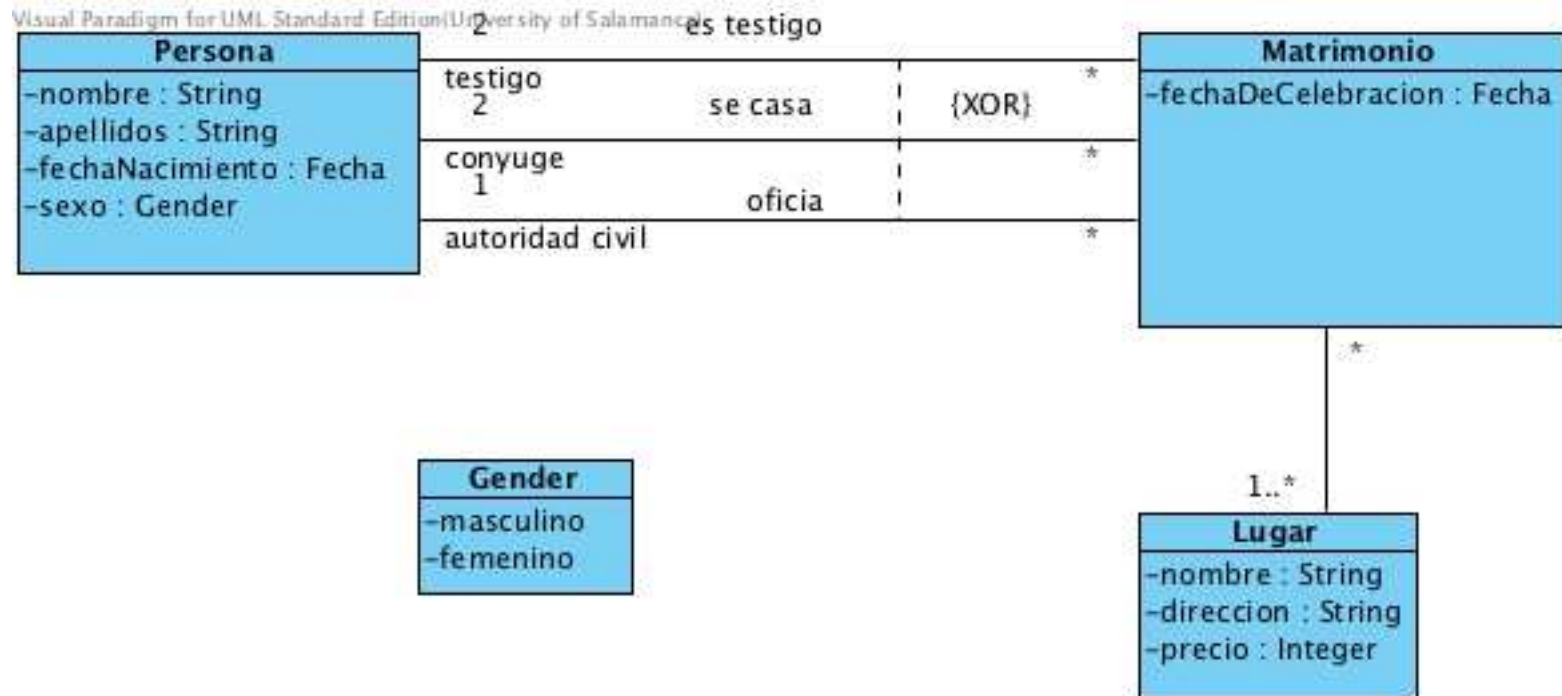 Visual Paradigm for UML Standard Edition(University of Salamanca)
2
es testigo
Persona
-nombre : String
-apellidos : String
-fechaNacimiento : Fecha
-sexo : Gender
testigo
*
2
se casa
{XOR}
conyuge
*
1
oficia
autoridad civil
*
Matrimonio
-fechaDeCelebracion : Fecha
*
1..*
Gender
-masculino
-femenino
Lugar
-nombre : String
-direccion : String
-precio : Integer